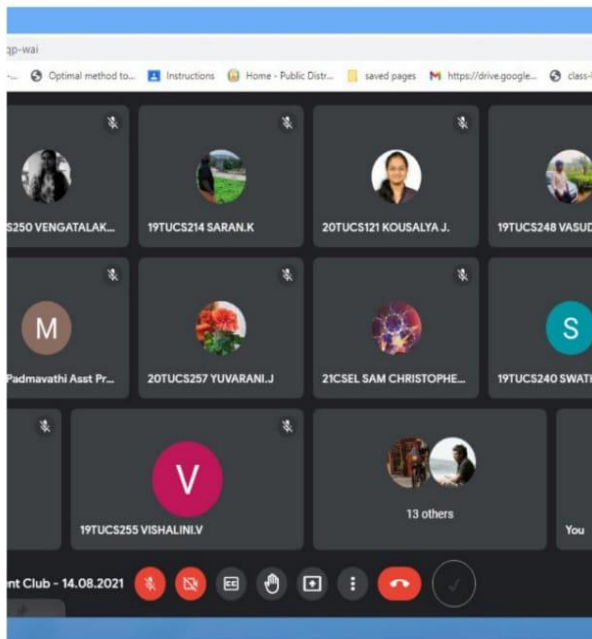 qp-wai
Optimal method to... Instructions Home - Public Distr... saved pages https://drive.google... class-
S250 VENGATALAK... 19TUCS214 SARAN.K 20TUCS121 KOUSALYA J. 19TUCS248 VASUD
M S
Padmavathi Asst Pr... 20TUCS257 YUVARANI.J 21CSEL SAM CHRISTOPHE... 19TUCS240 SWATI
V
13 others
19TUCS255 VISHALINI.V You
nt Club - 14.08.2021 CC